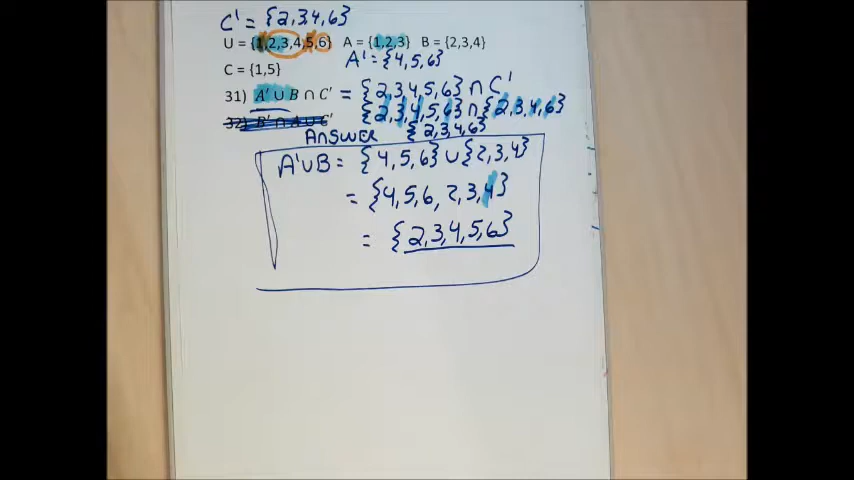 C' = {2,3,4,6}
U = {1,2,3,4,5,6} A = {1,2,3} B = {2,3,4}
A' = {4,5,6}
C = {1,5}
31) A' ∪ B ∩ C' = {2,3,4,5,6} ∩ C'
{2,3,4,5,6} ∩ {2,3,4,6}
32) B' ∩ A ∪ C'
ANSWER {2,3,4,6}
A'∪B = {4,5,6} ∪ {2,3,4}
= {4,5,6, 2,3,4}
= {2,3,4,5,6}